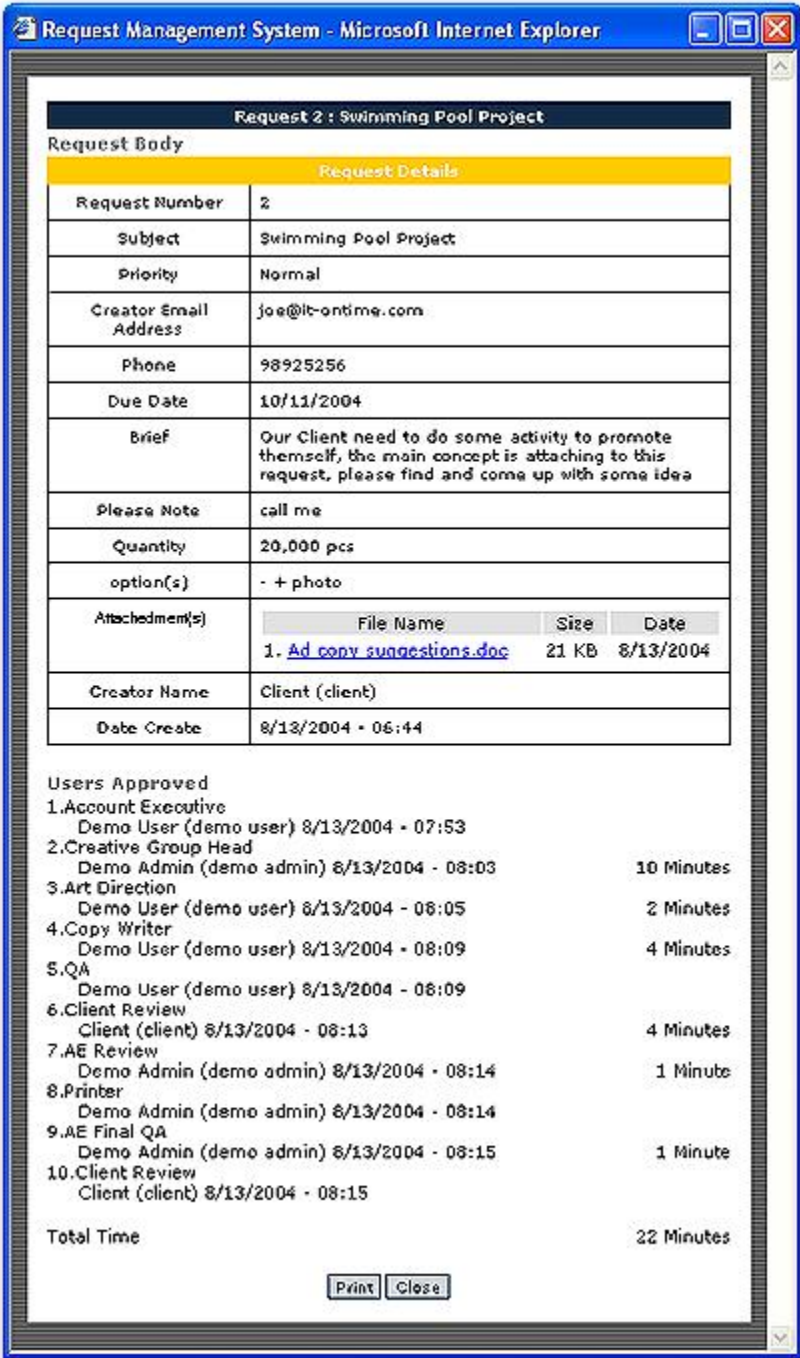 Request Management System - Microsoft Internet Explorer
Request 2 : Swimming Pool Project
Request Body
Request Details
Request Number 2
Subject Swimming Pool Project
Priority Normal
Creator Email Address joe@it-ontime.com
Phone 98925256
Due Date 10/11/2004
Brief Our Client need to do some activity to promote
themself, the main concept is attaching to this
request, please find and come up with some idea
Please Note call me
Quantity 20,000 pcs
option(s) - + photo
Attachedment(s) File Name Size Date
1. Ad copy suggestions.doc 21 KB 8/13/2004
Creator Name Client (client)
Date Create 8/13/2004 - 06:44
Users Approved
1.Account Executive
Demo User (demo user) 8/13/2004 - 07:53
2.Creative Group Head
Demo Admin (demo admin) 8/13/2004 - 08:03 10 Minutes
3.Art Direction
Demo User (demo user) 8/13/2004 - 08:05 2 Minutes
4.Copy Writer
Demo User (demo user) 8/13/2004 - 08:09 4 Minutes
5.QA
Demo User (demo user) 8/13/2004 - 08:09
6.Client Review
Client (client) 8/13/2004 - 08:13 4 Minutes
7.AE Review
Demo Admin (demo admin) 8/13/2004 - 08:14 1 Minute
8.Printer
Demo Admin (demo admin) 8/13/2004 - 08:14
9.AE Final QA
Demo Admin (demo admin) 8/13/2004 - 08:15 1 Minute
10.Client Review
Client (client) 8/13/2004 - 08:15
Total Time 22 Minutes
Print Close